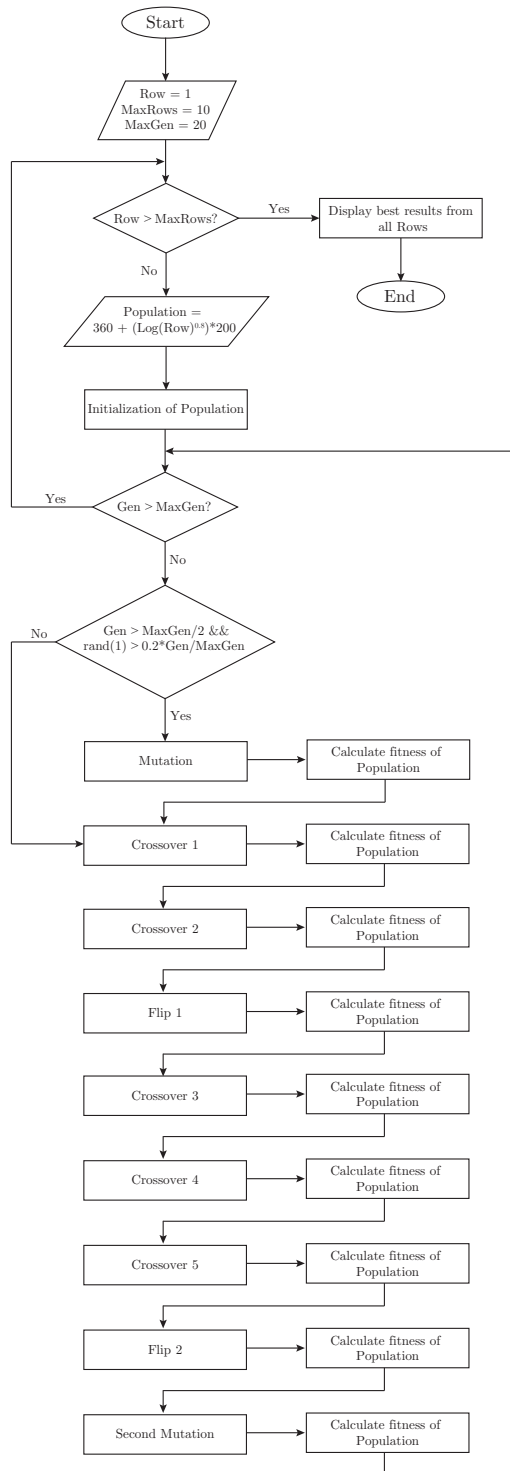 Start
Row = 1
MaxRows = 10
MaxGen = 20
Row > MaxRows?
Yes
Display best results from
all Rows
End
No
Population =
360 + (Log(Row)^0.8)*200
Initialization of Population
Yes
Gen > MaxGen?
No
No
Gen > MaxGen/2 &&
rand(1) > 0.2*Gen/MaxGen
Yes
Mutation
Calculate fitness of
Population
Crossover 1
Calculate fitness of
Population
Crossover 2
Calculate fitness of
Population
Flip 1
Calculate fitness of
Population
Crossover 3
Calculate fitness of
Population
Crossover 4
Calculate fitness of
Population
Crossover 5
Calculate fitness of
Population
Flip 2
Calculate fitness of
Population
Second Mutation
Calculate fitness of
Population